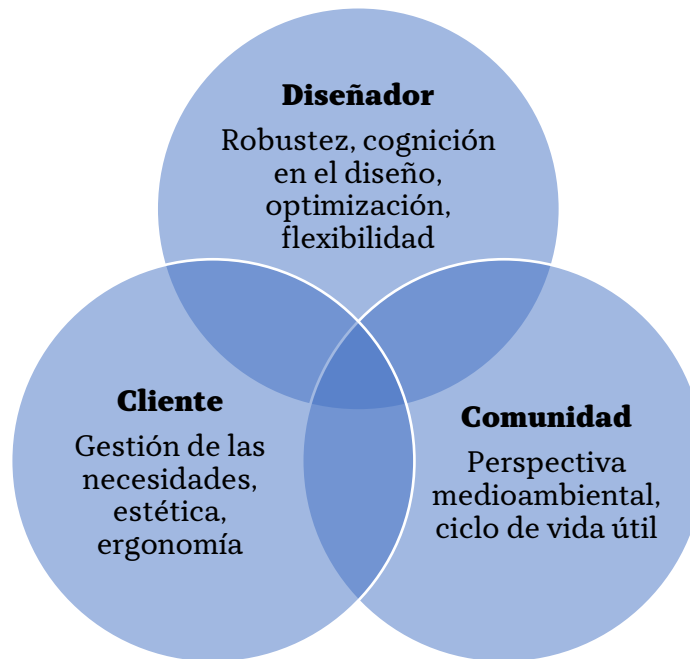 Diseñador
Robustez, cognición
en el diseño,
optimización,
flexibilidad
Cliente
Gestión de las
necesidades,
estética,
ergonomía
Comunidad
Perspectiva
medioambiental,
ciclo de vida útil